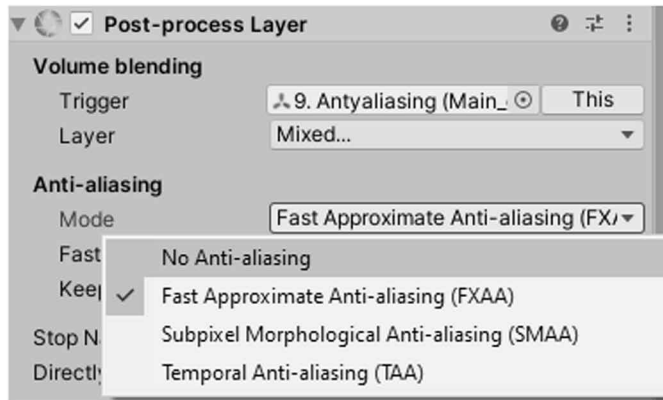 Post-process Layer
Volume blending
Trigger 9. Antyaliasing (Main_ This
Layer Mixed...
Anti-aliasing
Mode Fast Approximate Anti-aliasing (FX
Fast
No Anti-aliasing
Keep
Fast Approximate Anti-aliasing (FXAA)
Stop N
Subpixel Morphological Anti-aliasing (SMAA)
Directly
Temporal Anti-aliasing (TAA)